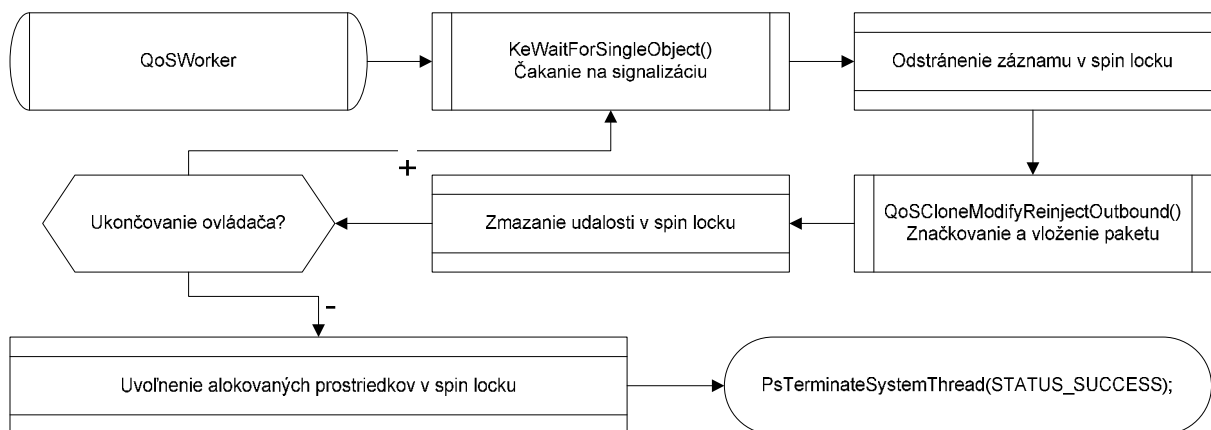 QoSWorker
KeWaitForSingleObject()
Čakanie na signalizáciu
Odstránenie záznamu v spin locku
+
Ukončovanie ovládača?
Zmazanie udalosti v spin locku
QoSCloneModifyReinjectOutbound()
Značkovanie a vloženie paketu
-
Uvoľnenie alokovaných prostriedkov v spin locku
PsTerminateSystemThread(STATUS_SUCCESS);